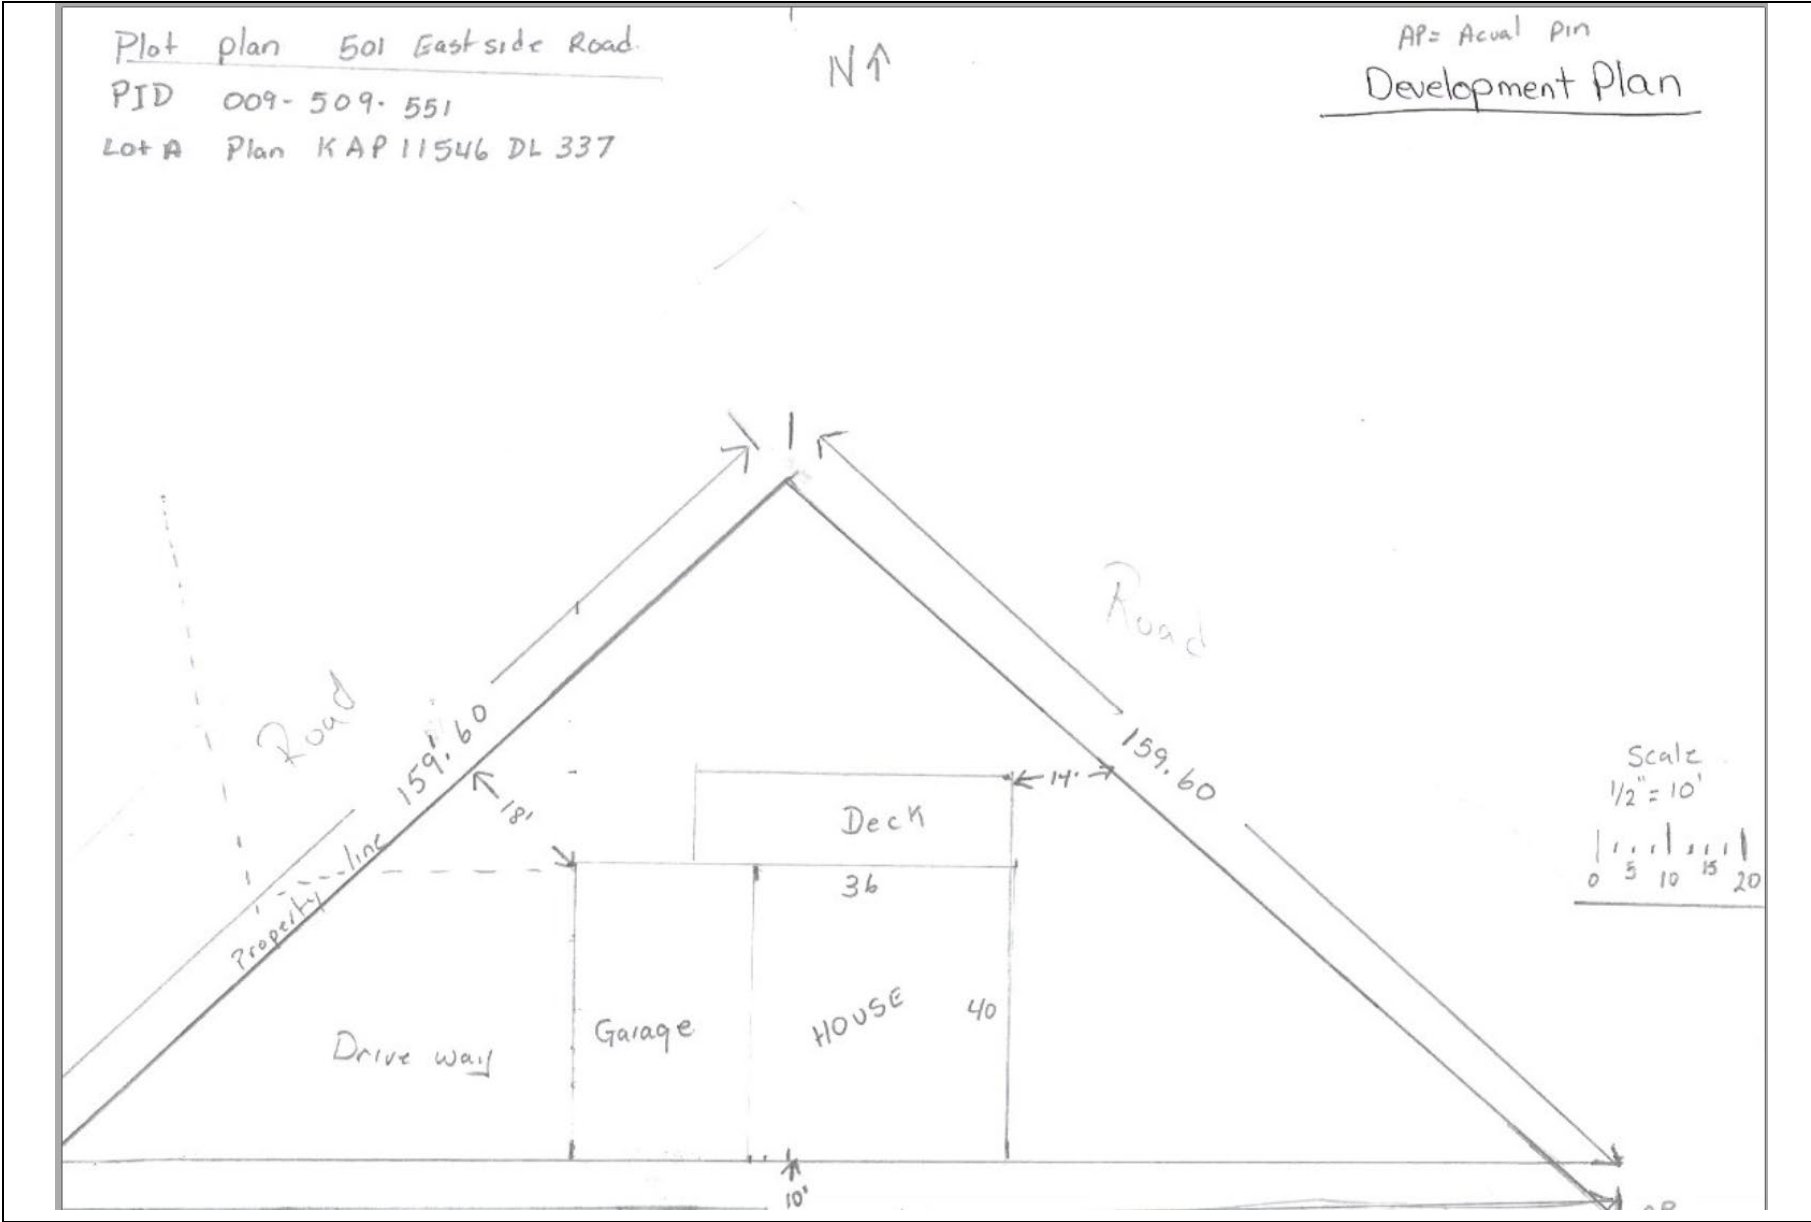 Plot plan 501 Eastside Road
PID 009-509-551
Lot A Plan KAP 11546 DL 337
N↑
AP= Acual Pin
Development Plan
Road
Road
159'.60
159.60
Scale
1/2" = 10'
0 5 10 15 20
18'
14'
Deck
Property line
36
Garage
HOUSE
40
Drive way
10'